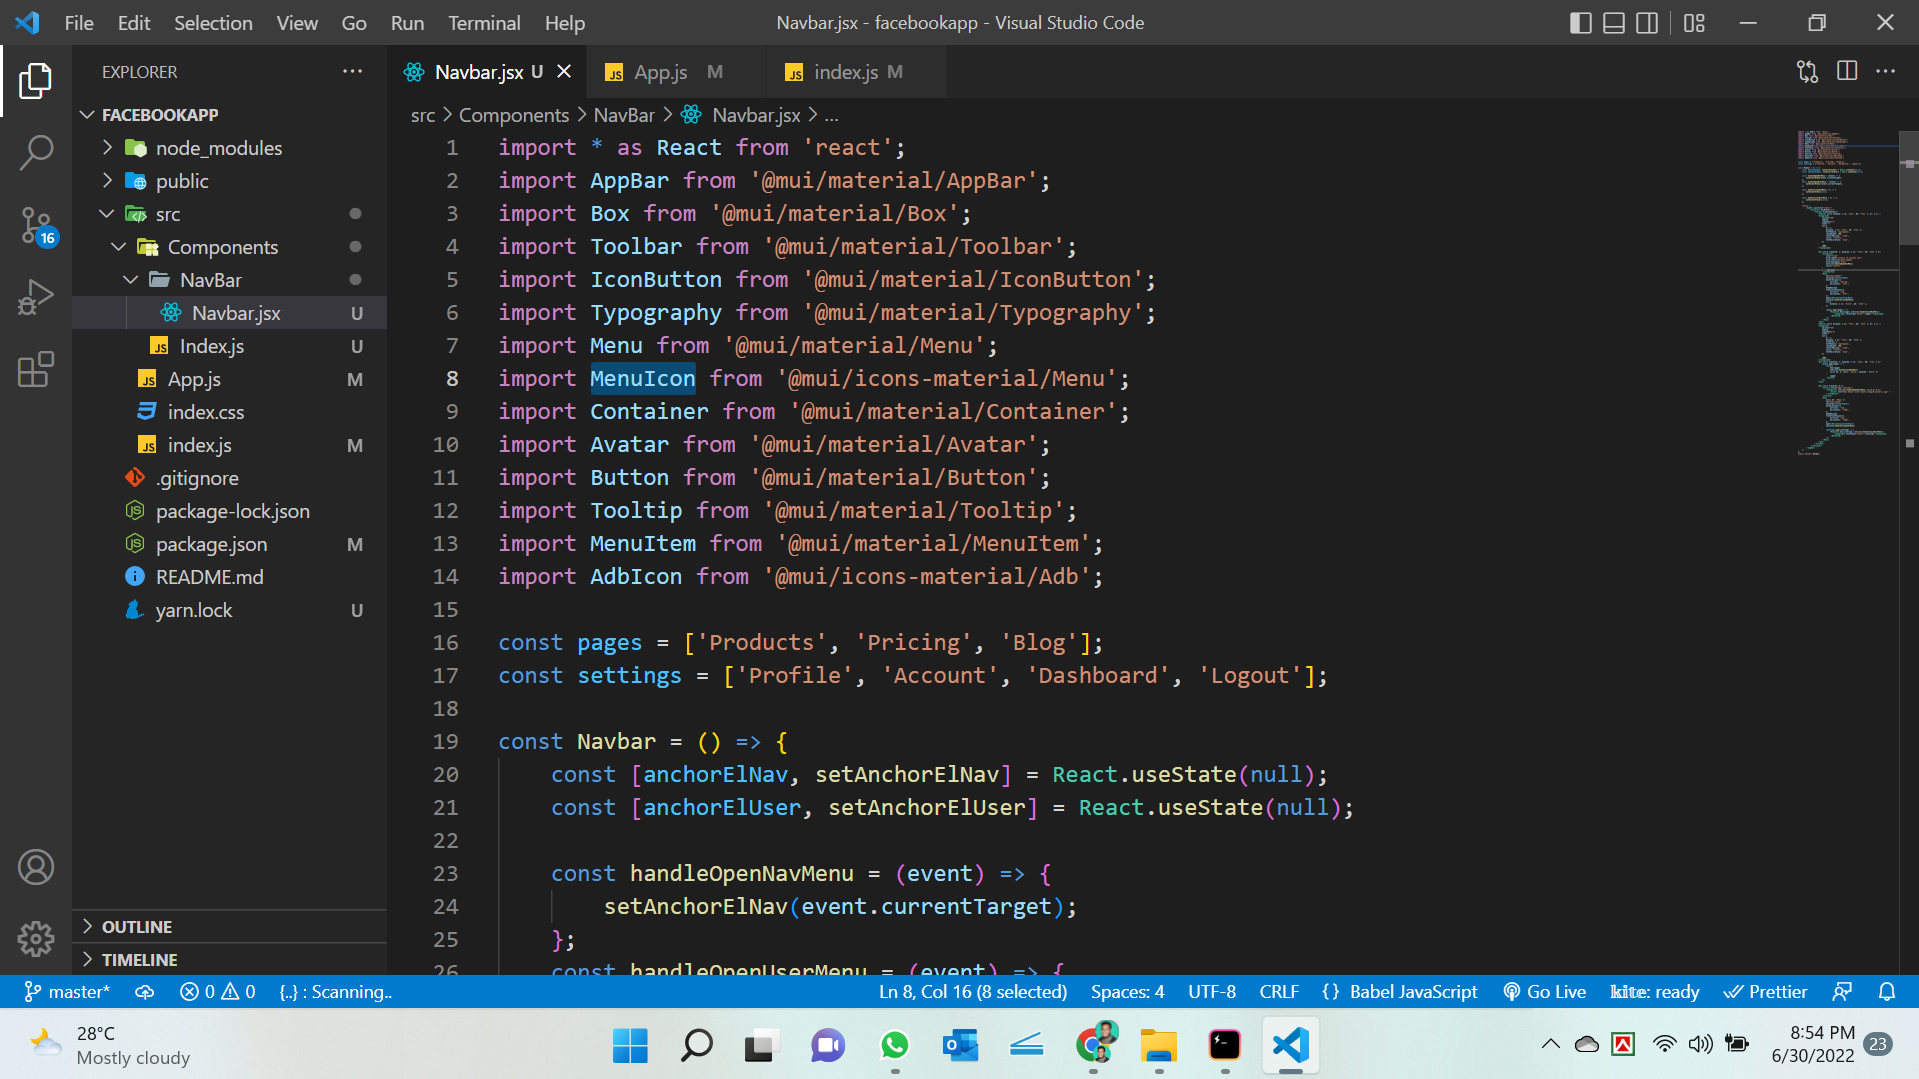 File Edit Selection View Go Run Terminal Help
Navbar.jsx - facebookapp - Visual Studio Code
EXPLORER
Navbar.jsx U
JS App.js M
JS index.js M
FACEBOOKAPP
src > Components > NavBar > Navbar.jsx > ...
node_modules
public
src
Components
NavBar
Navbar.jsx U
JS Index.js U
JS App.js M
index.css
JS index.js M
.gitignore
package-lock.json
package.json M
README.md
yarn.lock U
OUTLINE
TIMELINE
16
1 import * as React from 'react';
2 import AppBar from '@mui/material/AppBar';
3 import Box from '@mui/material/Box';
4 import Toolbar from '@mui/material/Toolbar';
5 import IconButton from '@mui/material/IconButton';
6 import Typography from '@mui/material/Typography';
7 import Menu from '@mui/material/Menu';
8 import MenuIcon from '@mui/icons-material/Menu';
9 import Container from '@mui/material/Container';
10 import Avatar from '@mui/material/Avatar';
11 import Button from '@mui/material/Button';
12 import Tooltip from '@mui/material/Tooltip';
13 import MenuItem from '@mui/material/MenuItem';
14 import AdbIcon from '@mui/icons-material/Adb';
15
16 const pages = ['Products', 'Pricing', 'Blog'];
17 const settings = ['Profile', 'Account', 'Dashboard', 'Logout'];
18
19 const Navbar = () => {
20 const [anchorElNav, setAnchorElNav] = React.useState(null);
21 const [anchorElUser, setAnchorElUser] = React.useState(null);
22
23 const handleOpenNavMenu = (event) => {
24 setAnchorElNav(event.currentTarget);
25 };
26 const handleOpenUserMenu = (event) => {
master* 0 0 {..} : Scanning.. Ln 8, Col 16 (8 selected) Spaces: 4 UTF-8 CRLF {} Babel JavaScript Go Live kite: ready Prettier
28°C
Mostly cloudy
8:54 PM
6/30/2022
23